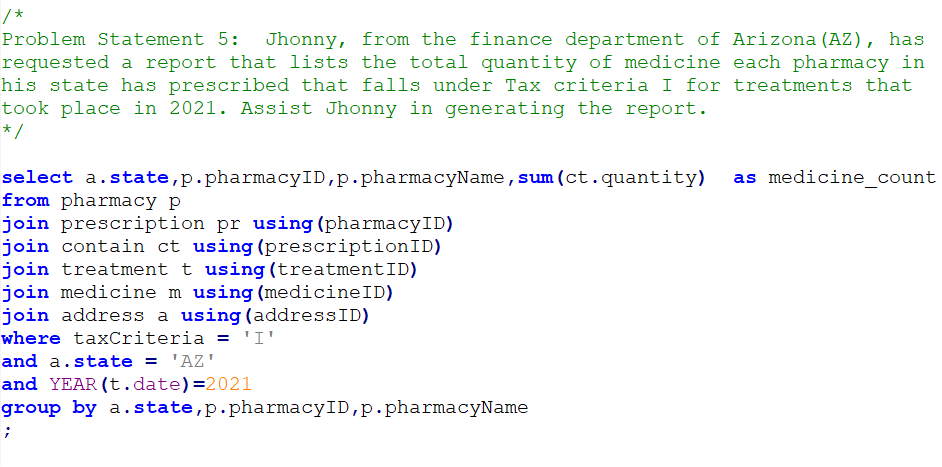 /*
Problem Statement 5:  Jhonny, from the finance department of Arizona(AZ), has
requested a report that lists the total quantity of medicine each pharmacy in
his state has prescribed that falls under Tax criteria I for treatments that
took place in 2021. Assist Jhonny in generating the report.
*/
select a.state,p.pharmacyID,p.pharmacyName,sum(ct.quantity)  as medicine_count
from pharmacy p
join prescription pr using(pharmacyID)
join contain ct using(prescriptionID)
join treatment t using(treatmentID)
join medicine m using(medicineID)
join address a using(addressID)
where taxCriteria = 'I'
and a.state = 'AZ'
and YEAR(t.date)=2021
group by a.state,p.pharmacyID,p.pharmacyName
;